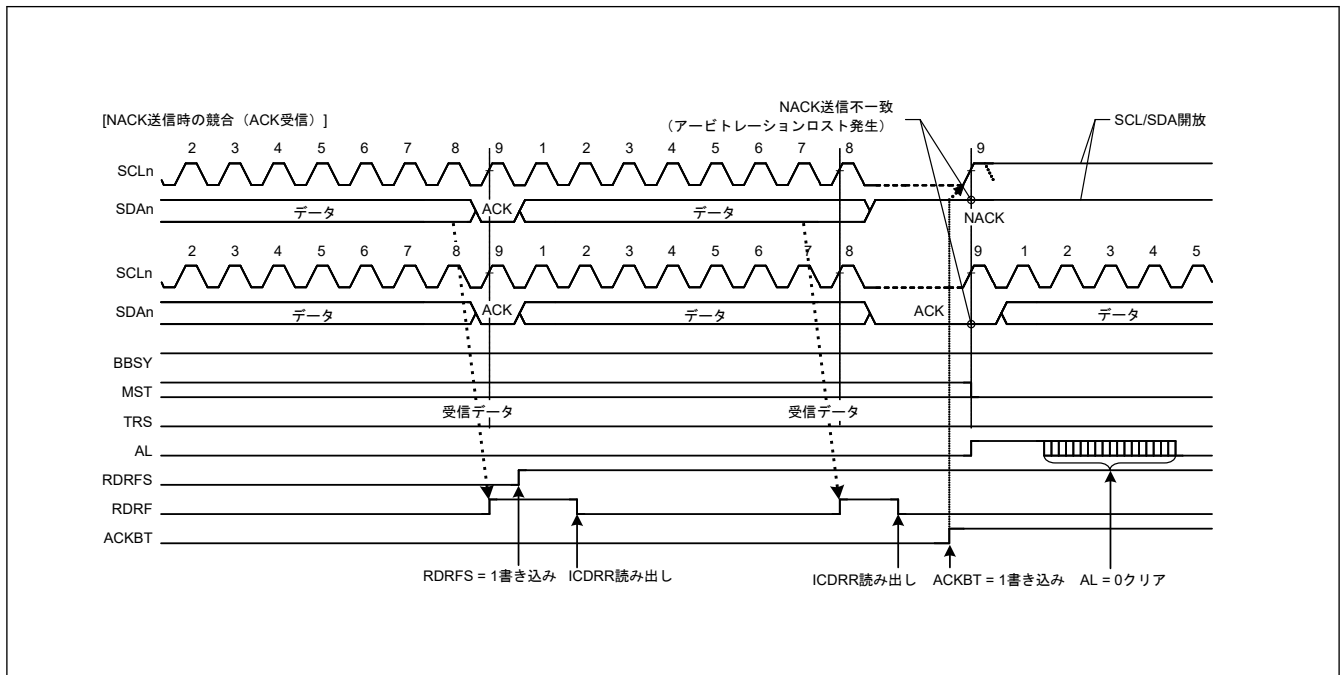 NACK送信不一致
（アービトレーションロスト発生）
SCL/SDA開放
[NACK送信時の競合（ACK受信）]
2 3 4 5 6 7 8 9 1 2 3 4 5 6 7 8 9
SCLn
SDAn データ ACK データ NACK
2 3 4 5 6 7 8 9 1 2 3 4 5 6 7 8 9 1 2 3 4 5
SCLn
SDAn データ ACK データ ACK データ
BBSY
MST
受信データ 受信データ
TRS
AL
RDRFS
RDRF
ACKBT
RDRFS = 1書き込み ICDRR読み出し ICDRR読み出し ACKBT = 1書き込み AL = 0クリア